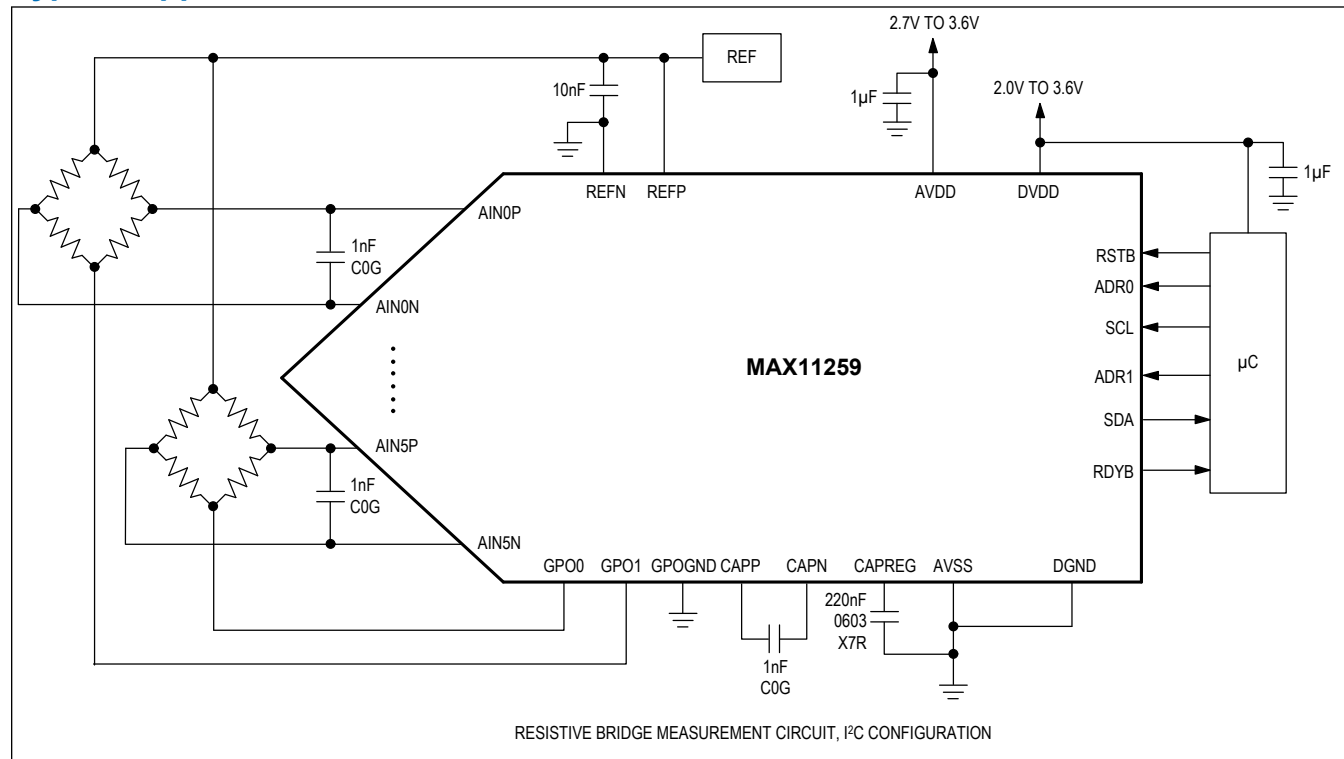 2.7V TO 3.6V
REF
10nF
1µF
2.0V TO 3.6V
1µF
REFN
REFP
AVDD
DVDD
AIN0P
1nF
C0G
AIN0N
RSTB
ADR0
SCL
ADR1
SDA
RDYB
µC
MAX11259
AIN5P
1nF
C0G
AIN5N
GPO0
GPO1
GPOGND
CAPP
CAPN
CAPREG
AVSS
DGND
220nF
0603
X7R
1nF
C0G
RESISTIVE BRIDGE MEASUREMENT CIRCUIT, I²C CONFIGURATION